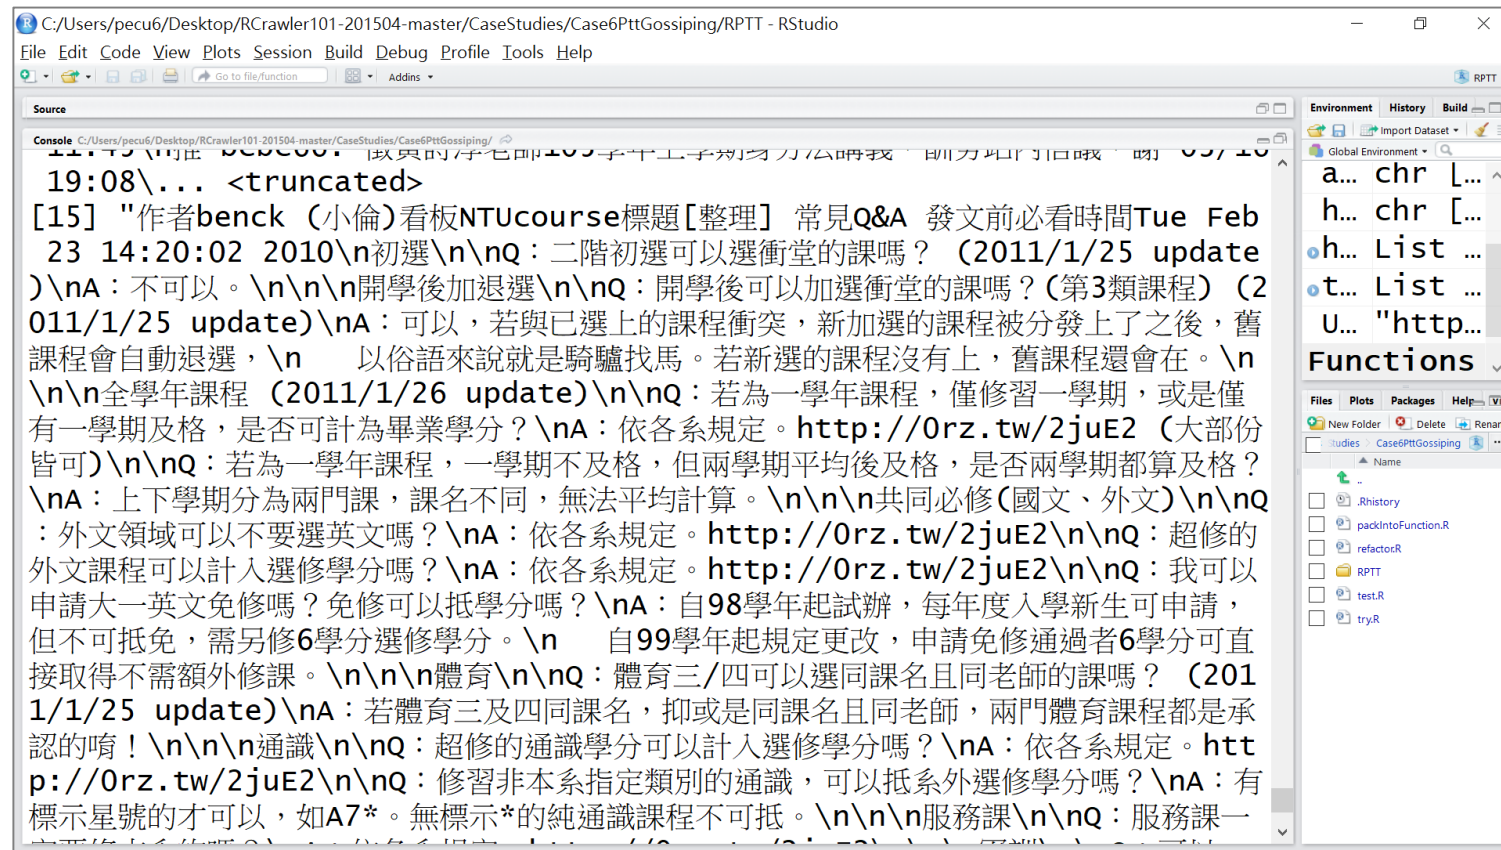 C:/Users/pecu6/Desktop/RCrawler101-201504-master/CaseStudies/Case6PttGossiping/RPTT - RStudio
File Edit Code View Plots Session Build Debug Profile Tools Help
Go to file/function
Addins
RPTT
Source
Console C:/Users/pecu6/Desktop/RCrawler101-201504-master/CaseStudies/Case6PttGossiping/
19:08\... <truncated>
[15] "作者benck (小倫)看板NTUcourse標題[整理] 常見Q&A 發文前必看時間Tue Feb
23 14:20:02 2010\n初選\n\nQ：二階初選可以選衝堂的課嗎？ (2011/1/25 update
)\nA：不可以。\n\n\n開學後加退選\n\nQ：開學後可以加選衝堂的課嗎？(第3類課程) (2
011/1/25 update)\nA：可以，若與已選上的課程衝突，新加選的課程被分發上了之後，舊
課程會自動退選，\n　　以俗語來說就是騎驢找馬。若新選的課程沒有上，舊課程還會在。\n
\n\n全學年課程 (2011/1/26 update)\n\nQ：若為一學年課程，僅修習一學期，或是僅
有一學期及格，是否可計為畢業學分？\nA：依各系規定。http://0rz.tw/2juE2 (大部份
皆可)\n\nQ：若為一學年課程，一學期不及格，但兩學期平均後及格，是否兩學期都算及格？
\nA：上下學期分為兩門課，課名不同，無法平均計算。\n\n\n共同必修(國文、外文)\n\nQ
：外文領域可以不要選英文嗎？\nA：依各系規定。http://0rz.tw/2juE2\n\nQ：超修的
外文課程可以計入選修學分嗎？\nA：依各系規定。http://0rz.tw/2juE2\n\nQ：我可以
申請大一英文免修嗎？免修可以抵學分嗎？\nA：自98學年起試辦，每年度入學新生可申請，
但不可抵免，需另修6學分選修學分。\n　　自99學年起規定更改，申請免修通過者6學分可直
接取得不需額外修課。\n\n\n體育\n\nQ：體育三/四可以選同課名且同老師的課嗎？ (201
1/1/25 update)\nA：若體育三及四同課名，抑或是同課名且同老師，兩門體育課程都是承
認的唷！\n\n\n通識\n\nQ：超修的通識學分可以計入選修學分嗎？\nA：依各系規定。htt
p://0rz.tw/2juE2\n\nQ：修習非本系指定類別的通識，可以抵系外選修學分嗎？\nA：有
標示星號的才可以，如A7*。無標示*的純通識課程不可抵。\n\n\n服務課\n\nQ：服務課一
Environment History Build
Import Dataset
Global Environment
a… chr […
h… chr […
h… List …
t… List …
U… "http…
Functions
Files Plots Packages Help Vi
New Folder Delete Renar
Case6PttGossiping
Name
..
.Rhistory
packIntoFunction.R
refactor.R
RPTT
test.R
try.R